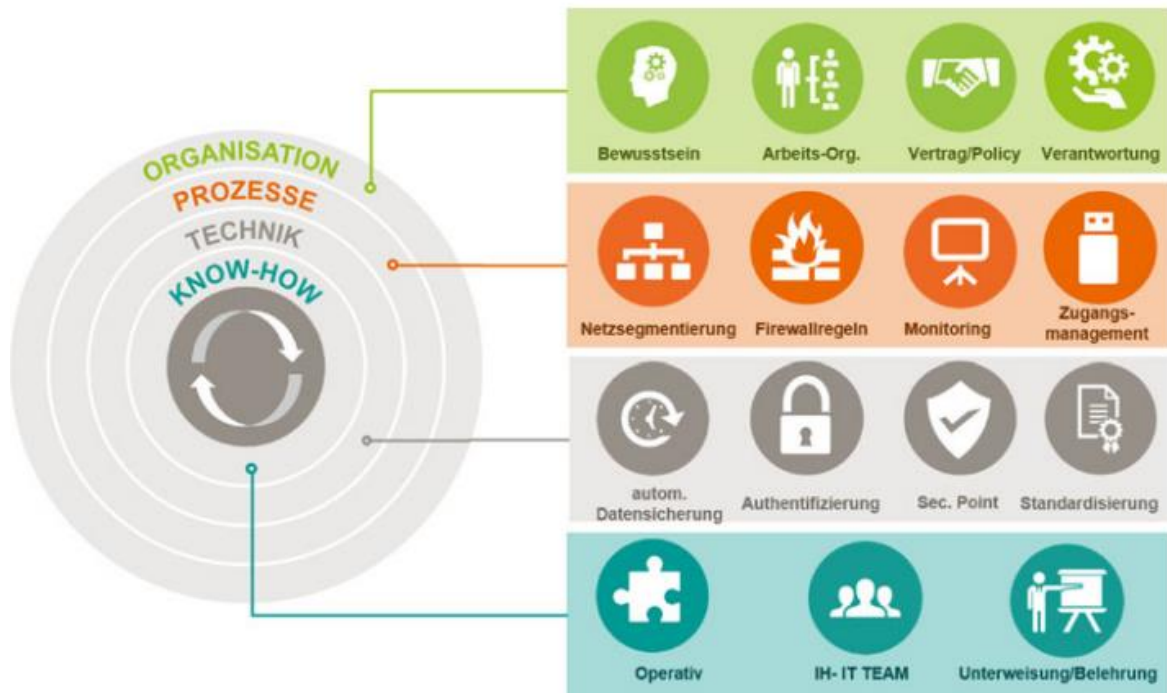 ORGANISATION
PROZESSE
TECHNIK
KNOW-HOW
Bewusstsein
Arbeits-Org.
Vertrag/Policy
Verantwortung
Netzsegmentierung
Firewallregeln
Monitoring
Zugangs-
management
autom.
Datensicherung
Authentifizierung
Sec. Point
Standardisierung
Operativ
IH- IT TEAM
Unterweisung/Belehrung